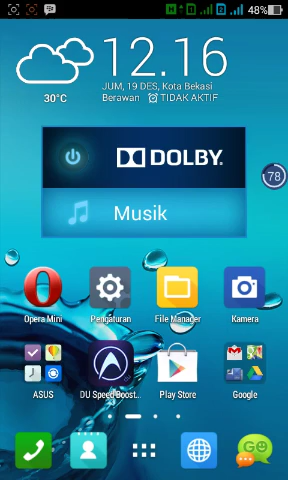 48%
12.16
JUM, 19 DES, Kota Bekasi
30°C
Berawan TIDAK AKTIF
DOLBY.
78
Musik
Opera Mini
Pengaturan
File Manager
Kamera
ASUS
DU Speed Boost...
Play Store
Google
GO